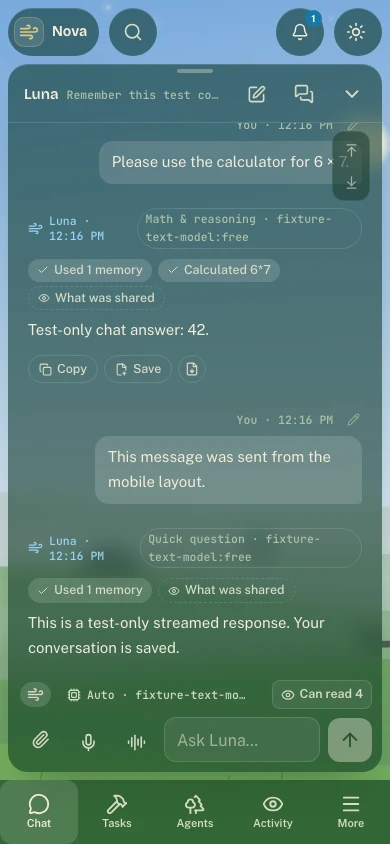 Nova
1
Luna Remember this test co…
You · 12:16 PM
Please use the calculator for 6 × 7.
Luna ·
12:16 PM
Math & reasoning · fixture-
text-model:free
Used 1 memory
Calculated 6*7
What was shared
Test-only chat answer: 42.
Copy
Save
You · 12:16 PM
This message was sent from the
mobile layout.
Luna ·
12:16 PM
Quick question · fixture-
text-model:free
Used 1 memory
What was shared
This is a test-only streamed response. Your
conversation is saved.
Auto · fixture-text-mo…
Can read 4
Ask Luna...
Chat
Tasks
Agents
Activity
More